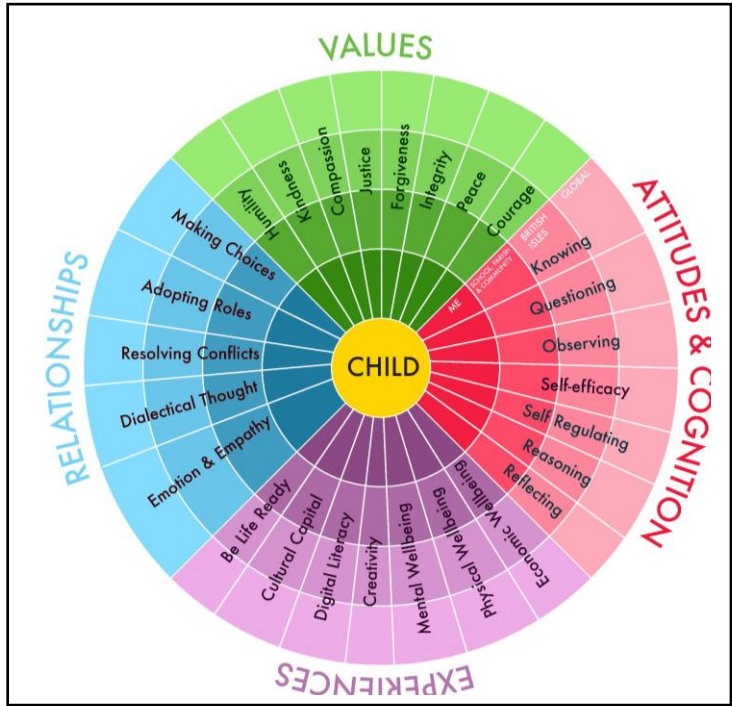 VALUES
Humility
Kindness
Compassion
Justice
Forgiveness
Integrity
Peace
Courage
ATTITUDES & COGNITION
GLOBAL
BRITISH
ISLES
SCHOOL, PARISH
& COMMUNITY
ME
Knowing
Questioning
Observing
Self-efficacy
Self Regulating
Reasoning
Reflecting
EXPERIENCES
Economic Wellbeing
Physical Wellbeing
Mental Wellbeing
Creativity
Digital Literacy
Cultural Capital
Be Life Ready
RELATIONSHIPS
Making Choices
Adopting Roles
Resolving Conflicts
Dialectical Thought
Emotion & Empathy
CHILD